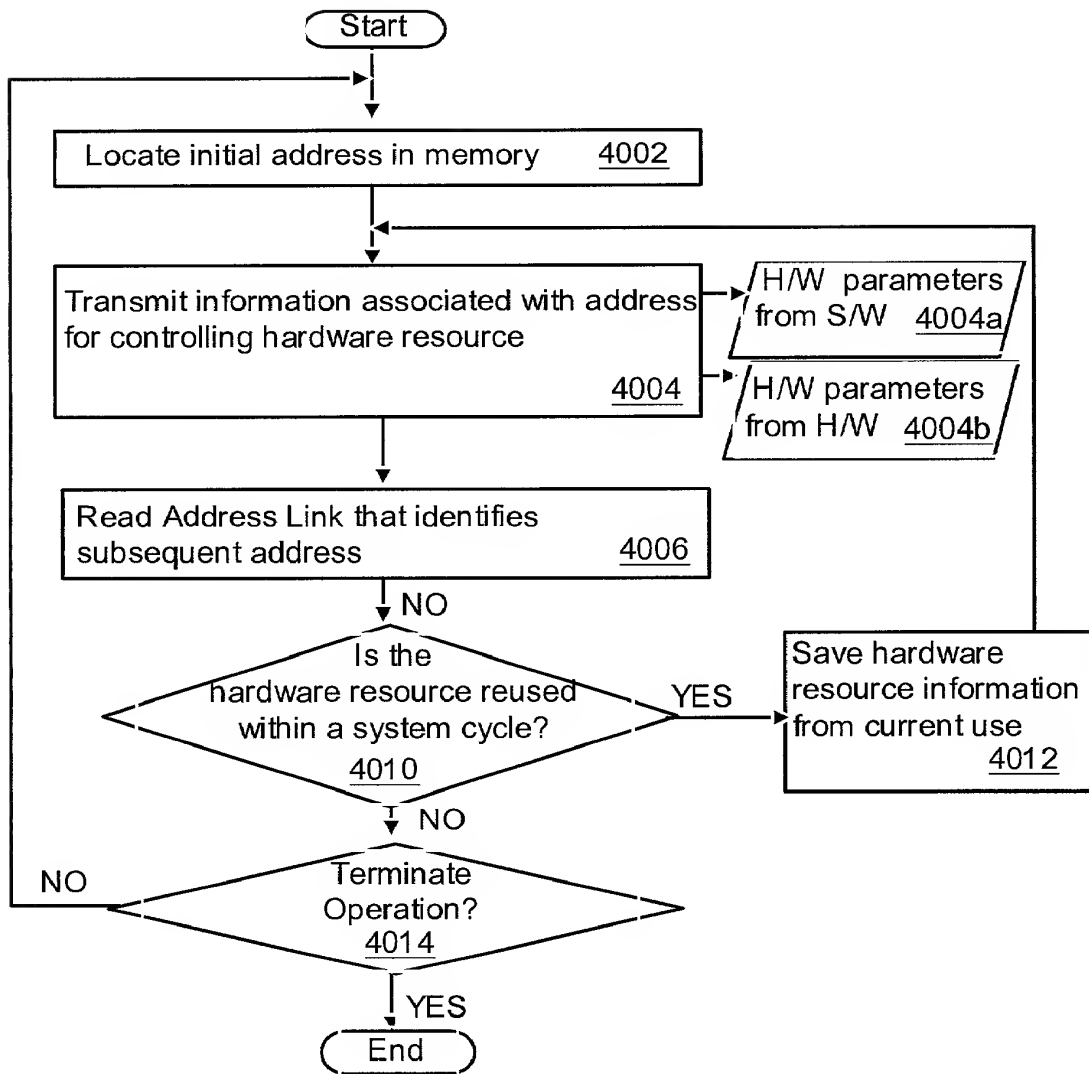 Start
Locate initial address in memory 4002
Transmit information associated with address
for controlling hardware resource
4004
H/W parameters
from S/W 4004a
H/W parameters
from H/W 4004b
Read Address Link that identifies
subsequent address 4006
NO
Is the
hardware resource reused
within a system cycle?
4010
YES
Save hardware
resource information
from current use
4012
NO
Terminate
Operation?
4014
NO
YES
End